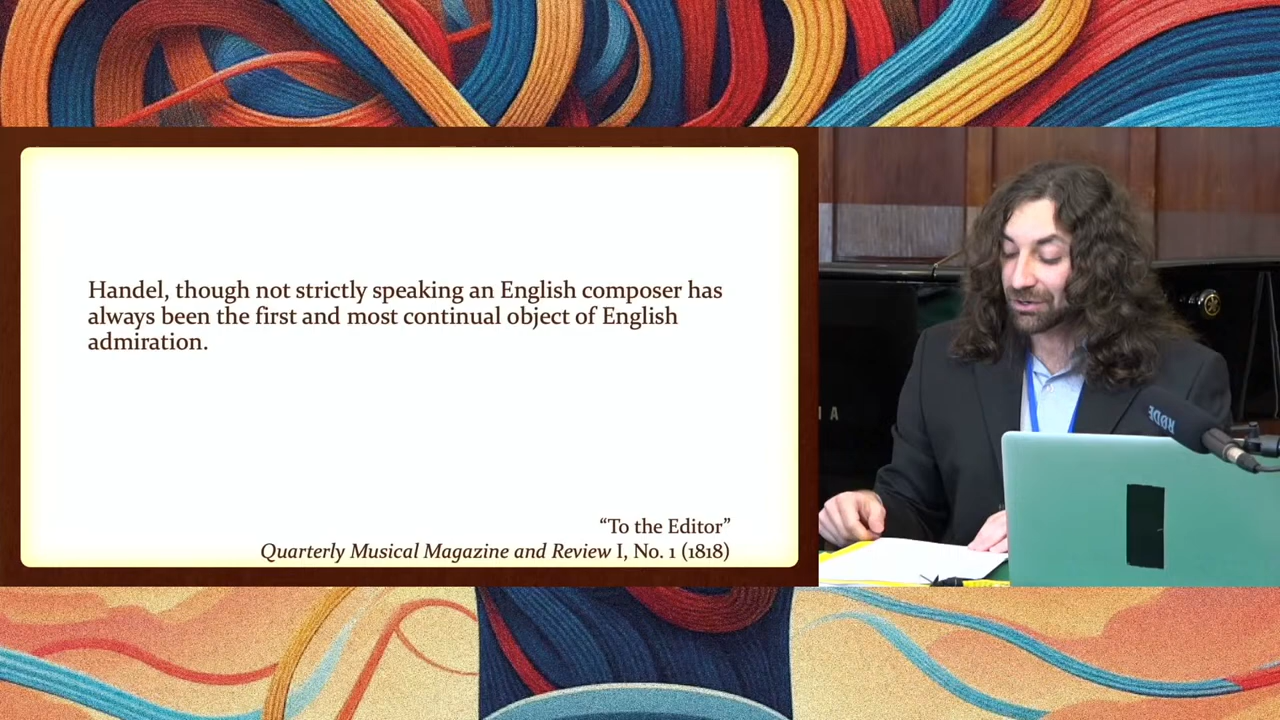 Handel, though not strictly speaking an English composer has
always been the first and most continual object of English
admiration.
“To the Editor”
Quarterly Musical Magazine and Review I, No. 1 (1818)
RØDE